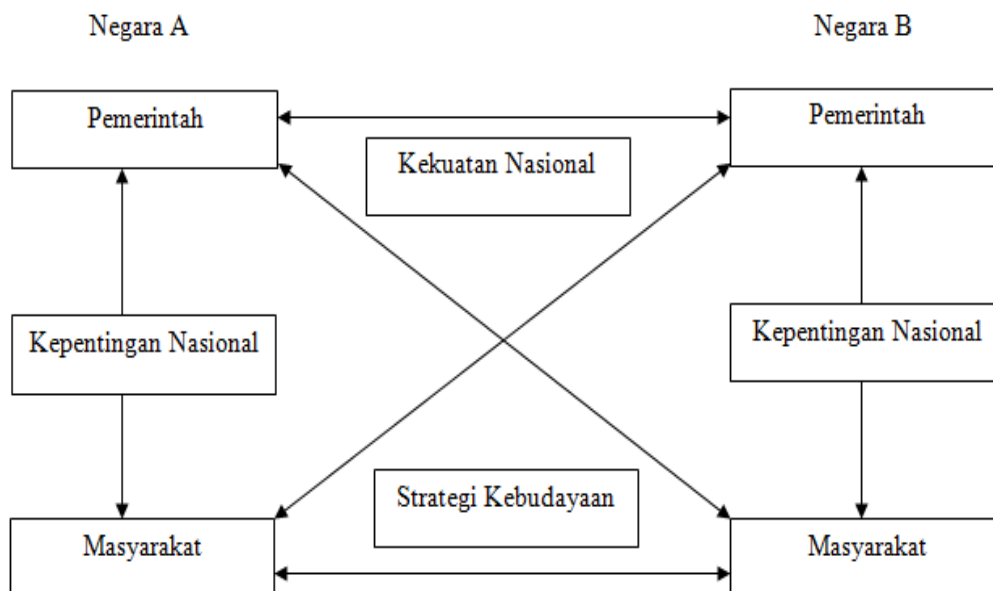 Negara A
Negara B
Pemerintah
Pemerintah
Kekuatan Nasional
Kepentingan Nasional
Kepentingan Nasional
Strategi Kebudayaan
Masyarakat
Masyarakat